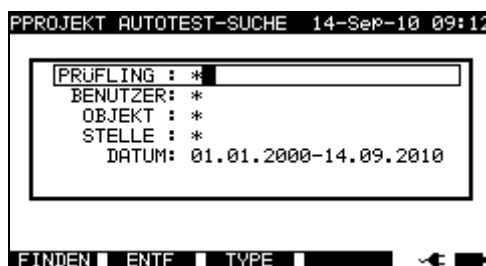 PPROJEKT AUTOTEST-SUCHE 14-Sep-10 09:12
PRÜFLING : *
BENUTZER: *
OBJEKT : *
STELLE : *
DATUM: 01.01.2000-14.09.2010
FINDEN ENTF TYPE